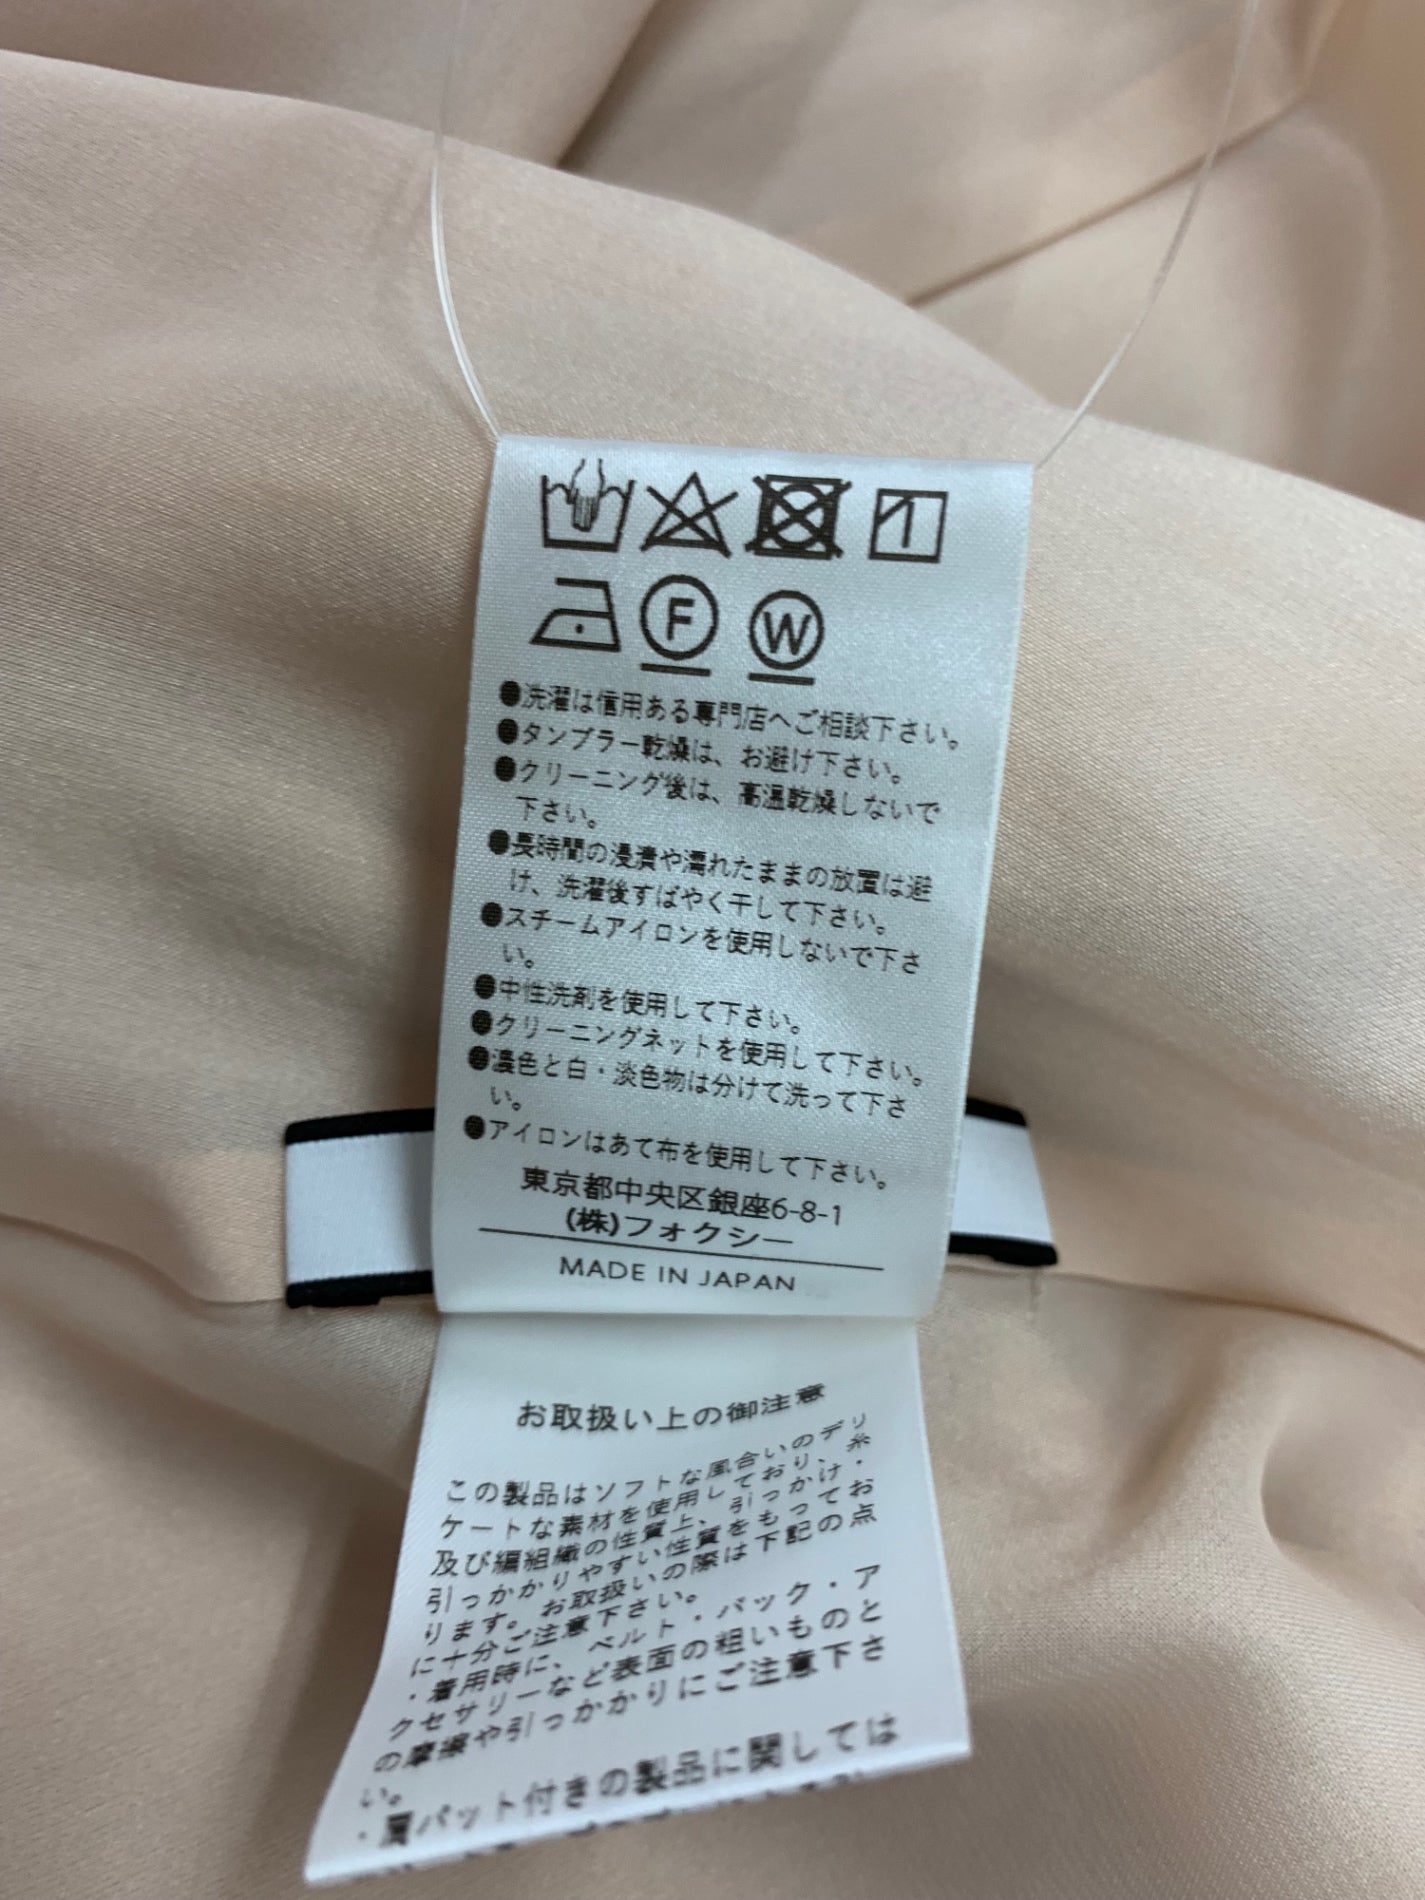 F W
●洗濯は信用ある専門店へご相談下さい。
●タンブラー乾燥は、お避け下さい。
●クリーニング後は、高温乾燥しないで
下さい。
●長時間の浸漬や濡れたままの放置は避
け、洗濯後すばやく干して下さい。
●スチームアイロンを使用しないで下さ
い。
●中性洗剤を使用して下さい。
●クリーニングネットを使用して下さい。
●濃色と白・淡色物は分けて洗って下さ
い。
●アイロンはあて布を使用して下さい。
東京都中央区銀座6-8-1
(株)フォクシー
MADE IN JAPAN
お取扱い上の御注意
この製品はソフトな風合いのデリ
ケートな素材を使用しており、糸
及び編組織の性質上、引っかけ・
引っかかりやすい性質をもってお
ります。お取扱いの際は下記の点
に十分ご注意下さい。
・着用時に、ベルト・バック・ア
クセサリーなど表面の粗いものと
の摩擦や引っかかりにご注意下さ
い。
・肩パット付きの製品に関しては